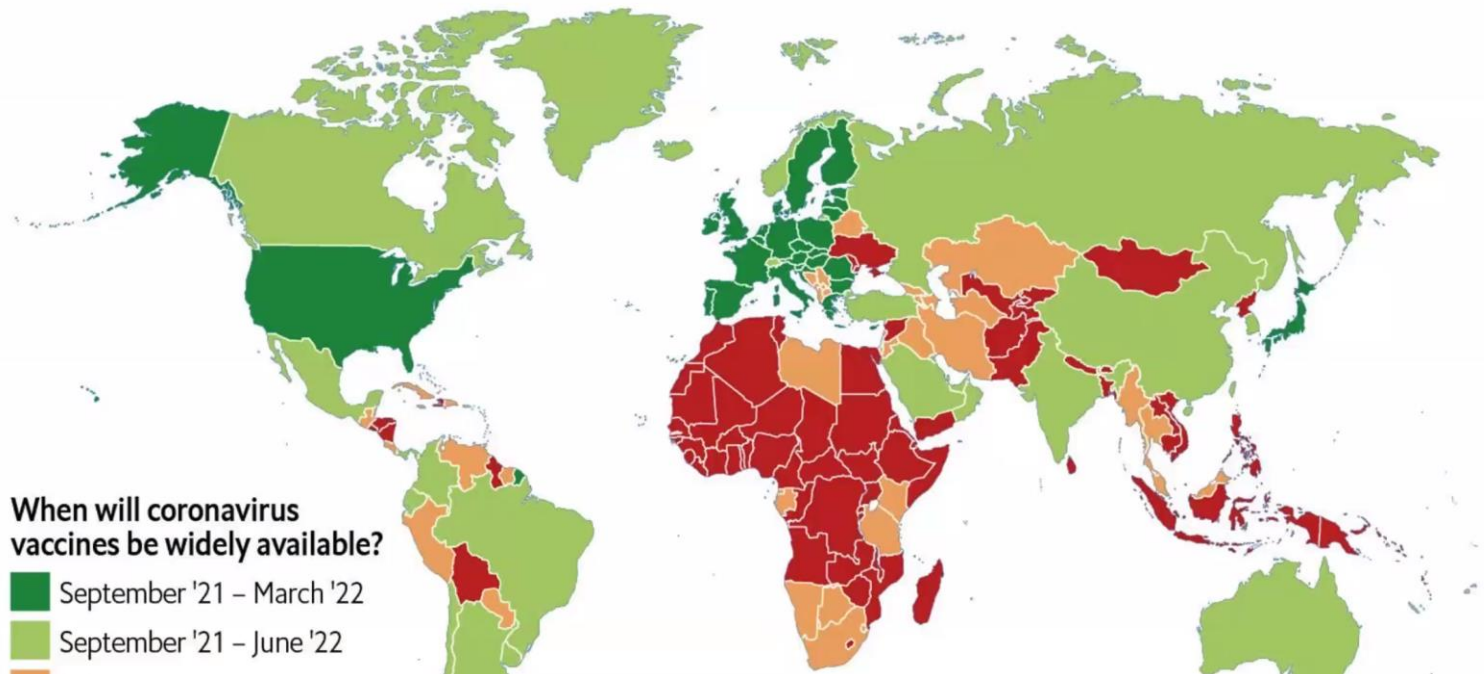 When will coronavirus
vaccines be widely available?
September '21 – March '22
September '21 – June '22